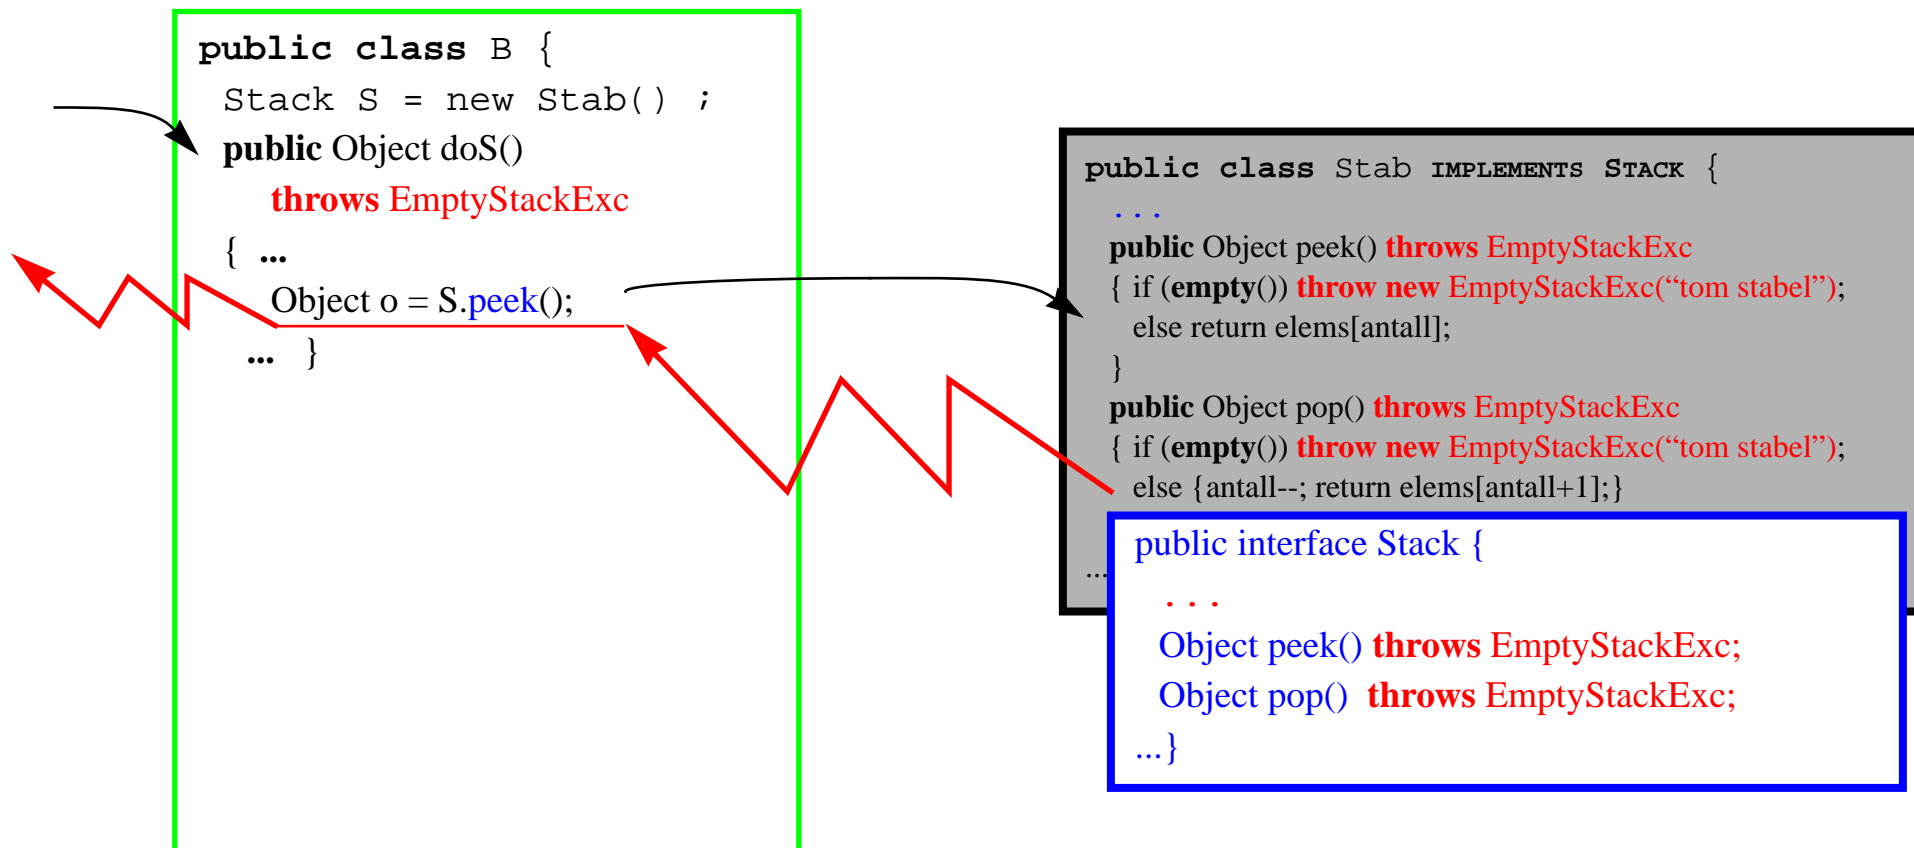 public class B {
Stack S = new Stab() ;
public Object doS()
throws EmptyStackExc
{ ...
Object o = S.peek();
... }
public class Stab IMPLEMENTS STACK {
...
public Object peek() throws EmptyStackExc
{ if (empty()) throw new EmptyStackExc(“tom stabel”);
else return elems[antall];
}
public Object pop() throws EmptyStackExc
{ if (empty()) throw new EmptyStackExc(“tom stabel”);
else {antall--; return elems[antall+1];}
...
public interface Stack {
...
Object peek() throws EmptyStackExc;
Object pop() throws EmptyStackExc;
...}